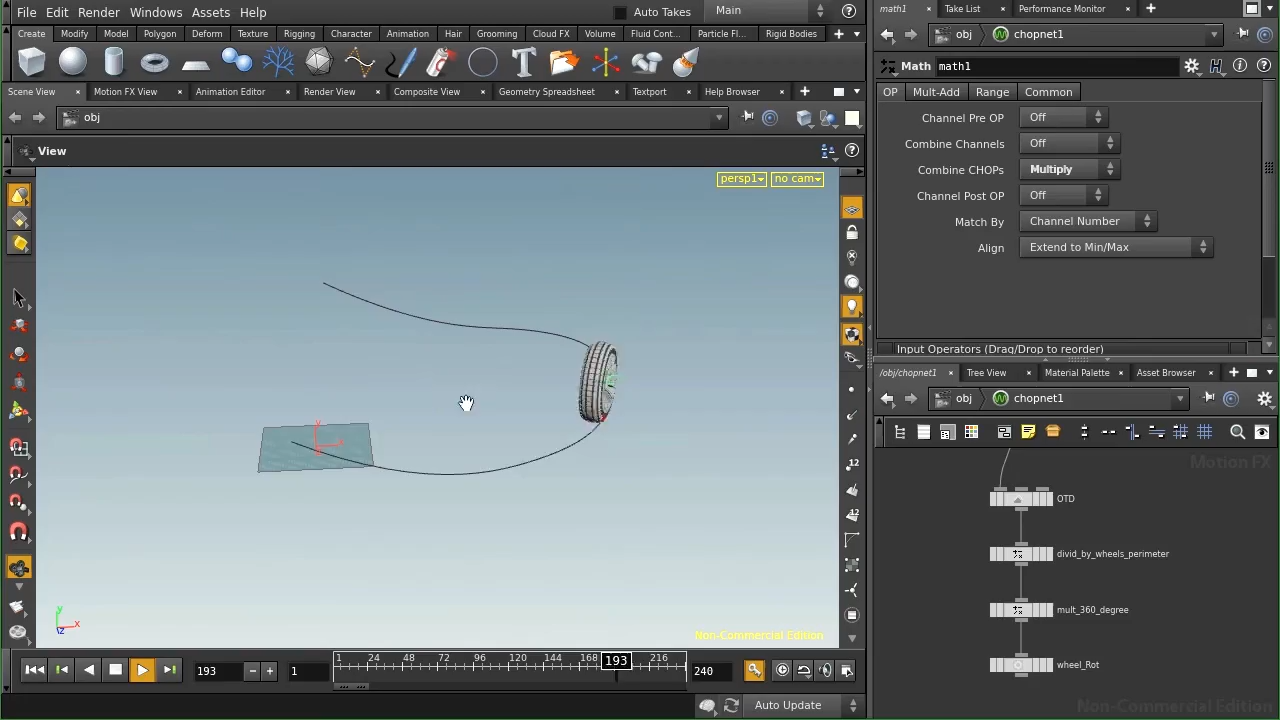 File Edit Render Windows Assets Help Auto Takes Main
Create Modify Model Polygon Deform Texture Rigging Character Animation Hair Grooming Cloud FX Volume Fluid Cont... Particle Fl... Rigid Bodies
Scene View Motion FX View Animation Editor Render View Composite View Geometry Spreadsheet Textport Help Browser
obj
View
persp1 no cam
y
x
y
x
z
Non-Commercial Edition
193 1 1 24 48 72 96 120 144 168 193 216 240
Auto Update
math1 Take List Performance Monitor
obj chopnet1
Math math1
OP Mult-Add Range Common
Channel Pre OP Off
Combine Channels Off
Combine CHOPs Multiply
Channel Post OP Off
Match By Channel Number
Align Extend to Min/Max
Input Operators (Drag/Drop to reorder)
/obj/chopnet1 Tree View Material Palette Asset Browser
obj chopnet1
Motion FX
OTD
divid_by_wheels_perimeter
mult_360_degree
wheel_Rot
Non-Commercial Edition
12
12